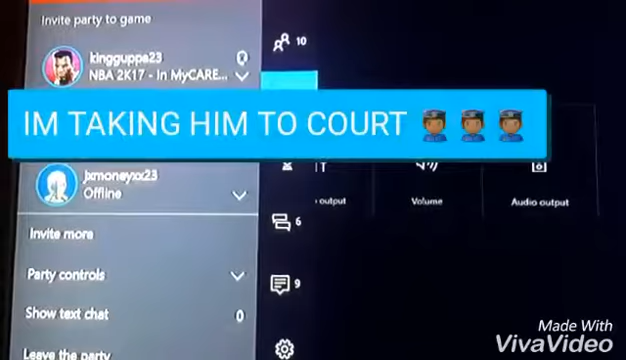 Invite party to game
kingguppa23
NBA 2K17 - In MyCARE...
10
IM TAKING HIM TO COURT 👮🏾👮🏾👮🏾
jxmoneyxx23
Offline
output
Volume
Audio output
Invite more
6
Party controls
9
Show text chat 0
Leave the party
Made With
VivaVideo